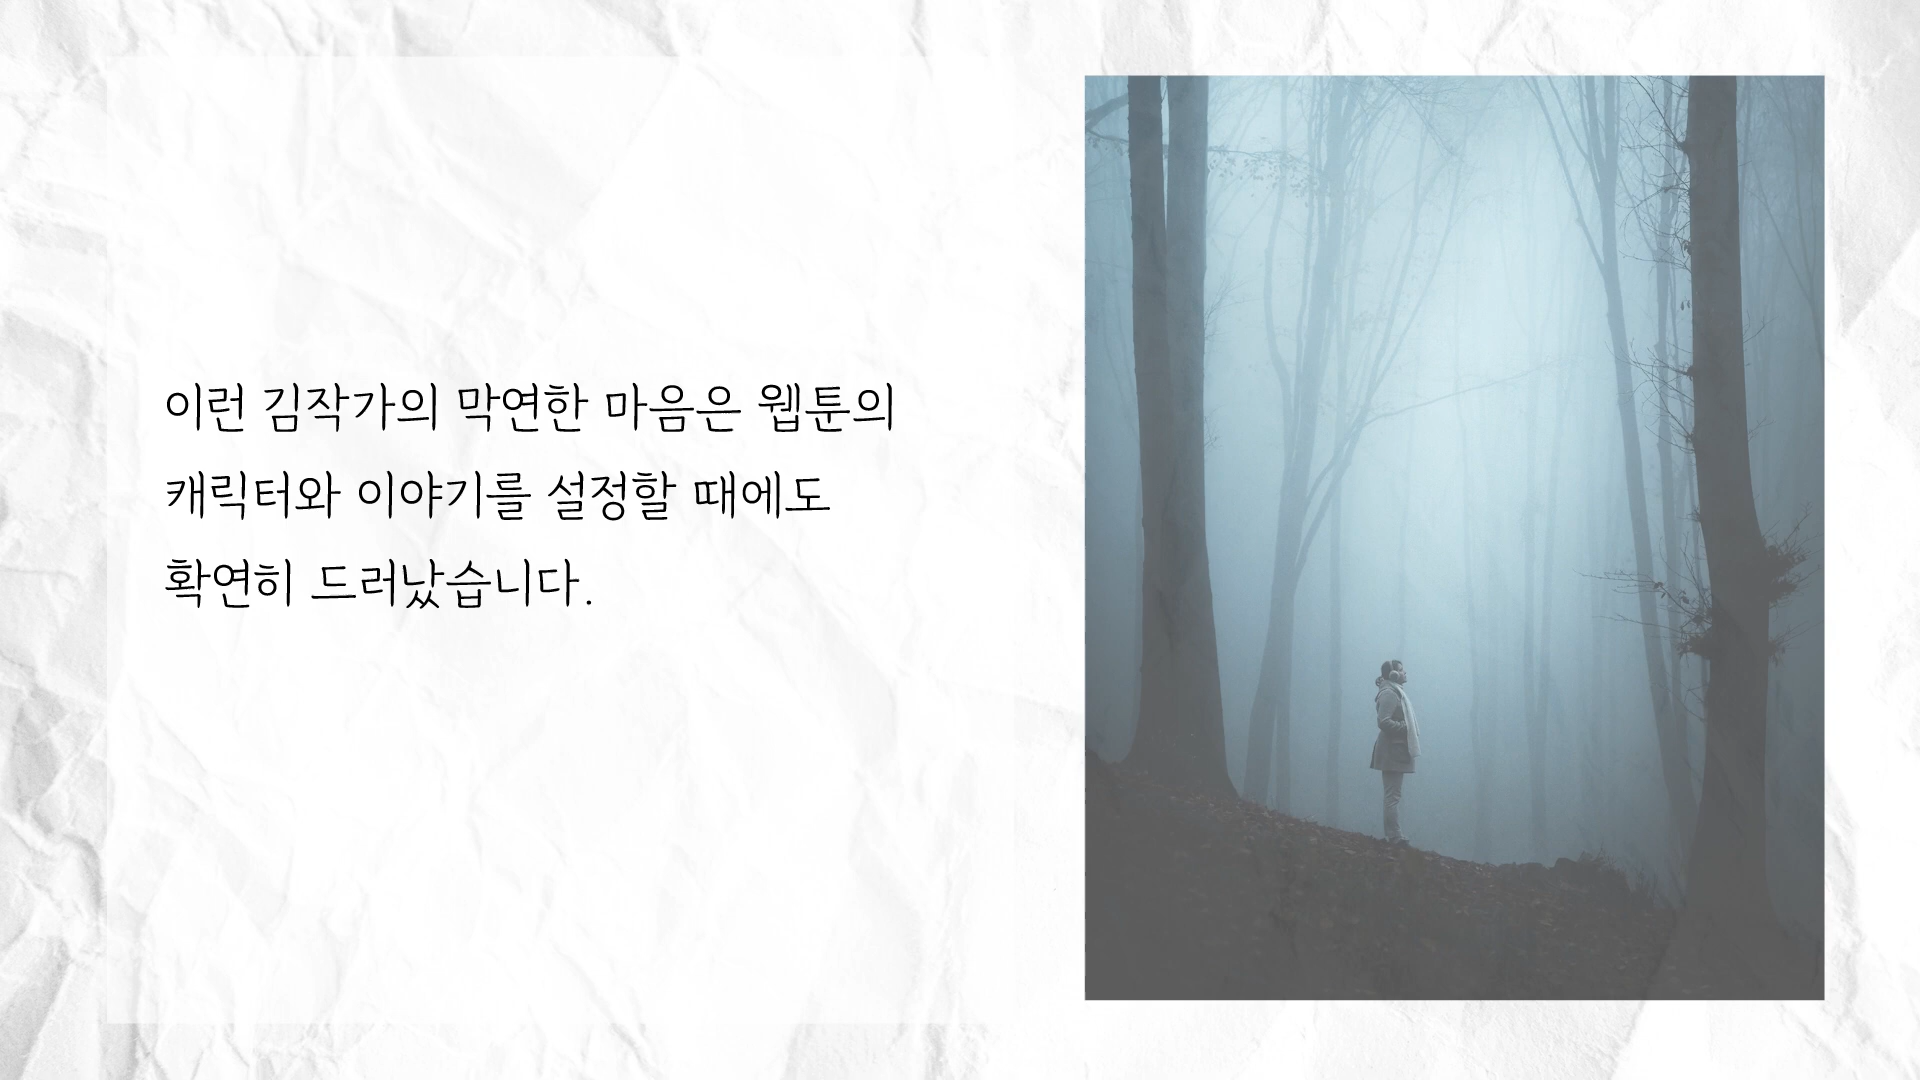 이런 김작가의 막연한 마음은 웹툰의
캐릭터와 이야기를 설정할 때에도
확연히 드러났습니다.